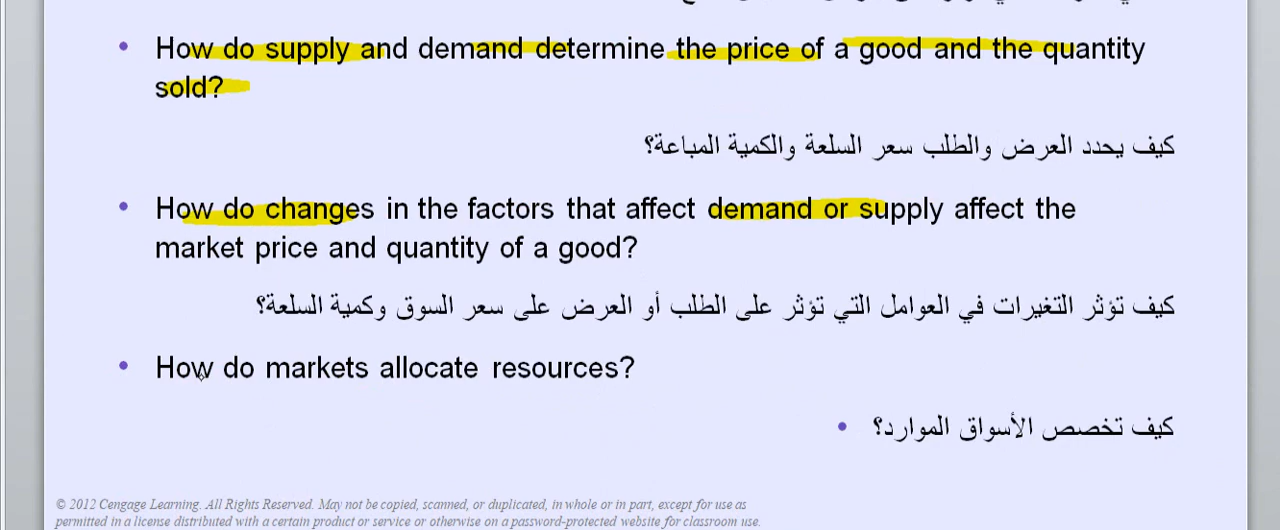 • How do supply and demand determine the price of a good and the quantity
sold?
كيف يحدد العرض والطلب سعر السلعة والكمية المباعة؟
• How do changes in the factors that affect demand or supply affect the
market price and quantity of a good?
كيف تؤثر التغيرات في العوامل التي تؤثر على الطلب أو العرض على سعر السوق وكمية السلعة؟
• How do markets allocate resources?
كيف تخصص الأسواق الموارد؟ •
© 2012 Cengage Learning. All Rights Reserved. May not be copied, scanned, or duplicated, in whole or in part, except for use as
permitted in a license distributed with a certain product or service or otherwise on a password-protected website for classroom use.